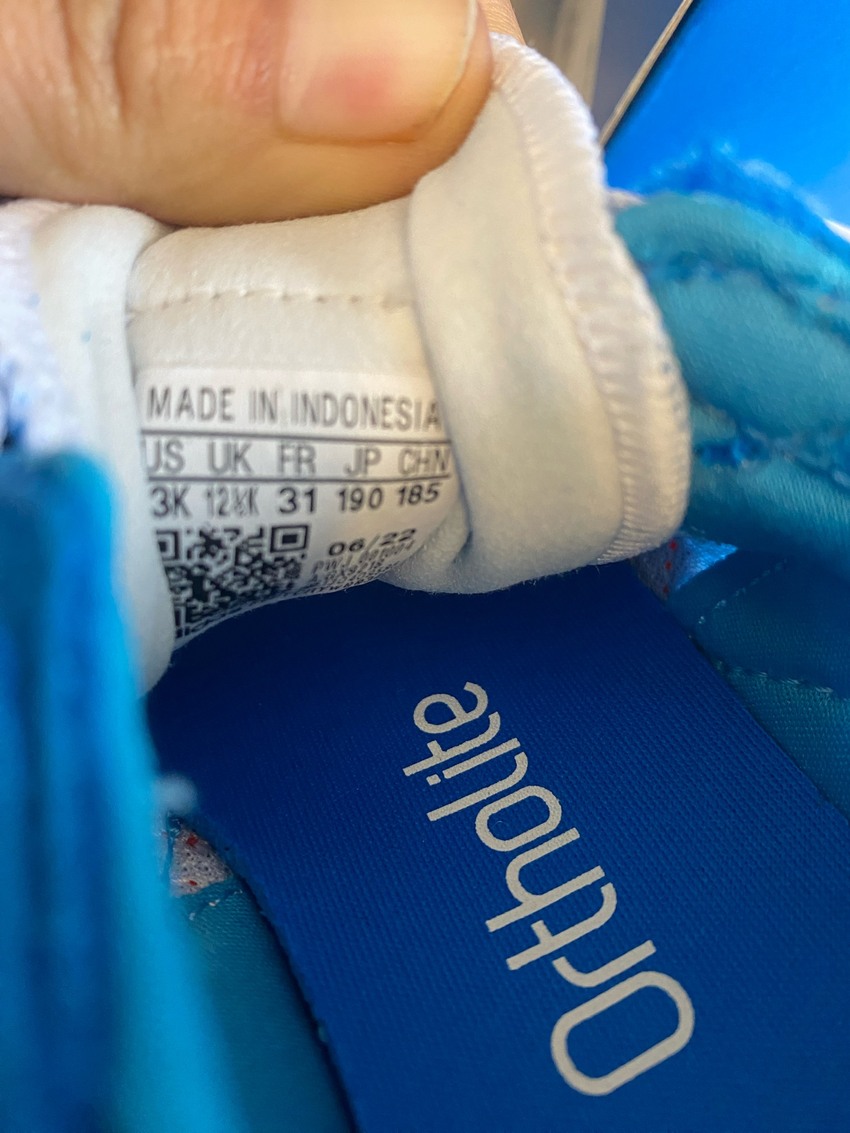 MADE IN INDONESIA
US UK FR JP CHN
3K 12½K 31 190 185
06/22
Ortholite